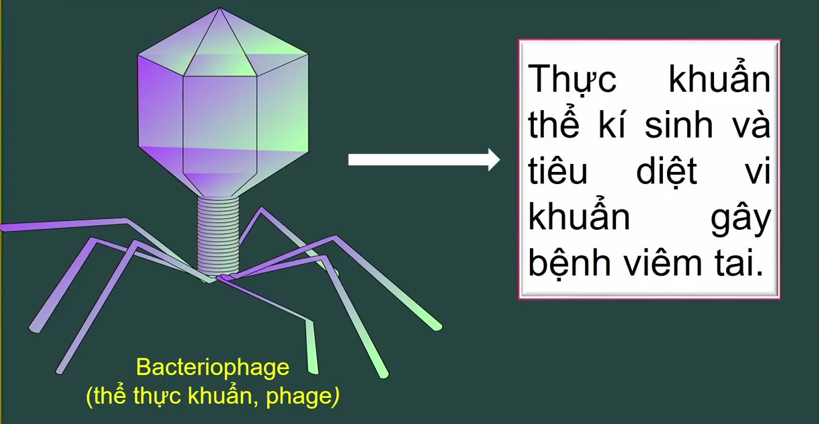 Thực khuẩn
thể kí sinh và
tiêu diệt vi
khuẩn gây
bệnh viêm tai.
Bacteriophage
(thể thực khuẩn, phage)